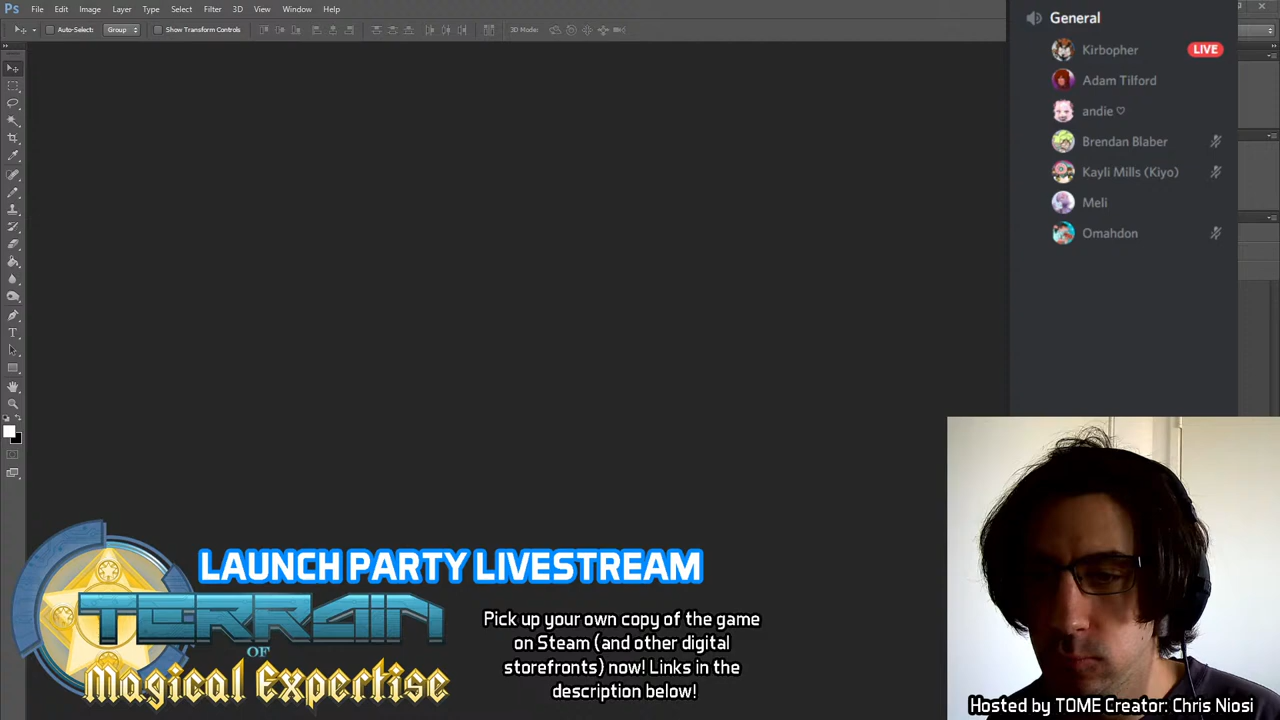 Ps File Edit Image Layer Type Select Filter 3D View Window Help
Auto-Select: Group Show Transform Controls 3D Mode:
General
Kirbopher LIVE
Adam Tilford
andie ♡
Brendan Blaber
Kayli Mills (Kiyo)
Meli
Omahdon
T
LAUNCH PARTY LIVESTREAM
TERRAIN
OF
Magical Expertise
Pick up your own copy of the game
on Steam (and other digital
storefronts) now! Links in the
description below!
Hosted by TOME Creator: Chris Niosi